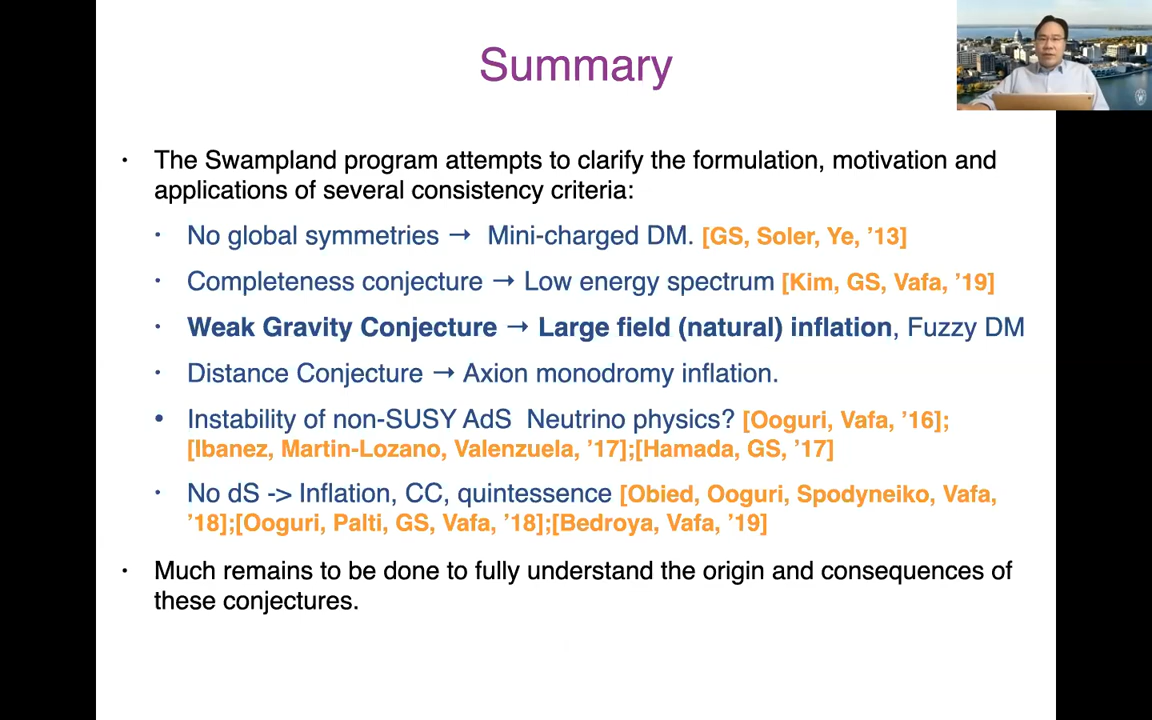 Summary
• The Swampland program attempts to clarify the formulation, motivation and
applications of several consistency criteria:
• No global symmetries → Mini-charged DM. [GS, Soler, Ye, ’13]
• Completeness conjecture → Low energy spectrum [Kim, GS, Vafa, ’19]
• Weak Gravity Conjecture → Large field (natural) inflation, Fuzzy DM
• Distance Conjecture → Axion monodromy inflation.
• Instability of non-SUSY AdS Neutrino physics? [Ooguri, Vafa, ’16];
[Ibanez, Martin-Lozano, Valenzuela, ’17];[Hamada, GS, ’17]
• No dS -> Inflation, CC, quintessence [Obied, Ooguri, Spodyneiko, Vafa,
’18];[Ooguri, Palti, GS, Vafa, ’18];[Bedroya, Vafa, ’19]
• Much remains to be done to fully understand the origin and consequences of
these conjectures.